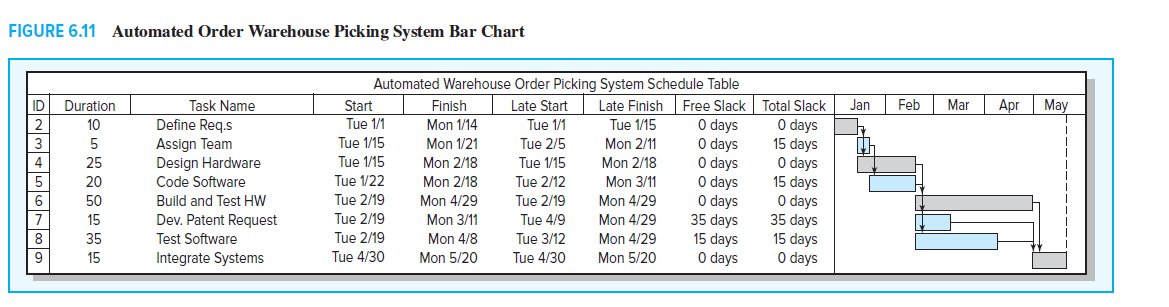 FIGURE 6.11 Automated Order Warehouse Picking System Bar Chart
Automated Warehouse Order Picking System Schedule Table
ID Duration Task Name Start Finish Late Start Late Finish Free Slack Total Slack Jan Feb Mar Apr May
2 10 Define Req.s Tue 1/1 Mon 1/14 Tue 1/1 Tue 1/15 0 days 0 days
3 5 Assign Team Tue 1/15 Mon 1/21 Tue 2/5 Mon 2/11 0 days 15 days
4 25 Design Hardware Tue 1/15 Mon 2/18 Tue 1/15 Mon 2/18 0 days 0 days
5 20 Code Software Tue 1/22 Mon 2/18 Tue 2/12 Mon 3/11 0 days 15 days
6 50 Build and Test HW Tue 2/19 Mon 4/29 Tue 2/19 Mon 4/29 0 days 0 days
7 15 Dev. Patent Request Tue 2/19 Mon 3/11 Tue 4/9 Mon 4/29 35 days 35 days
8 35 Test Software Tue 2/19 Mon 4/8 Tue 3/12 Mon 4/29 15 days 15 days
9 15 Integrate Systems Tue 4/30 Mon 5/20 Tue 4/30 Mon 5/20 0 days 0 days